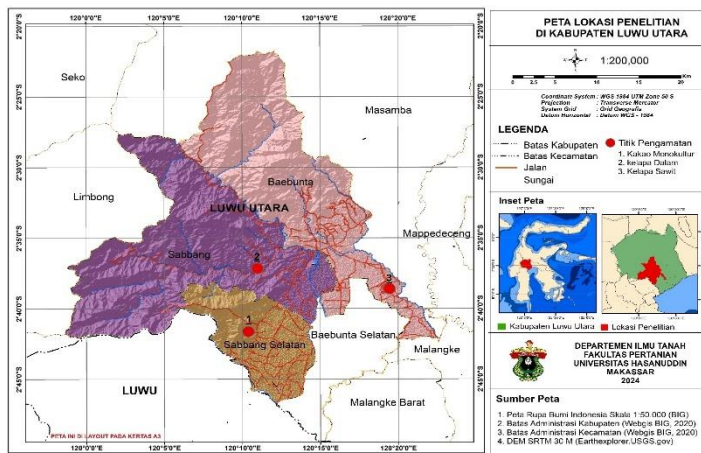 120°0'0"E 120°5'0"E 120°10'0"E 120°15'0"E 120°20'0"E
2°20'0"S
2°25'0"S
2°30'0"S
2°35'0"S
2°40'0"S
2°45'0"S
Seko
Masamba
Limbong
Baebunta
LUWU UTARA
Sabbang
Mappedeceng
2
3
1
Sabbang Selatan
Baebunta Selatan
Malangke
LUWU
Malangke Barat
PETA INI DI LAYOUT PADA KERTAS A3
120°0'0"E 120°5'0"E 120°10'0"E 120°15'0"E 120°20'0"E
PETA LOKASI PENELITIAN
DI KABUPATEN LUWU UTARA
1:200,000
0 2.5 5 10 15 20
Km
Coordinate System : WGS 1984 UTM Zone 50 S
Projection : Transverse Mercator
System Grid : Grid Geografis
Datum Horizontal : Datum WGS - 1984
LEGENDA
Batas Kabupaten
Batas Kecamatan
Jalan
Sungai
Titik Pengamatan
1. Kakao Monokultur
2. kelapa Dalam
3. Kelapa Sawit
Inset Peta
Kabupaten Luwu Utara
Lokasi Penelitian
DEPARTEMEN ILMU TANAH
FAKULTAS PERTANIAN
UNIVERSITAS HASANUDDIN
MAKASSAR
2024
Sumber Peta
1. Peta Rupa Bumi Indonesia Skala 1:50.000 (BIG)
2. Batas Administrasi Kabupaten (Webgis BIG, 2020)
3. Batas Administrasi Kecamatan (Webgis BIG, 2020)
4. DEM SRTM 30 M (Earthexplorer.USGS.gov)